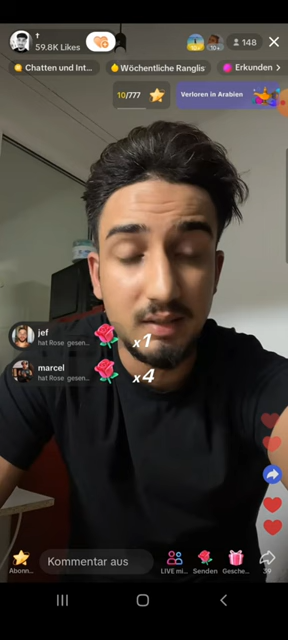 †
59.8K Likes
148
Chatten und Int...
Wöchentliche Ranglis
Erkunden >
10/777
Verloren in Arabien
jef
hat Rose gesen...
x1
marcel
hat Rose gesen...
x4
Abonn...
Kommentar aus
LIVE mi...
Senden
Gesche...
39